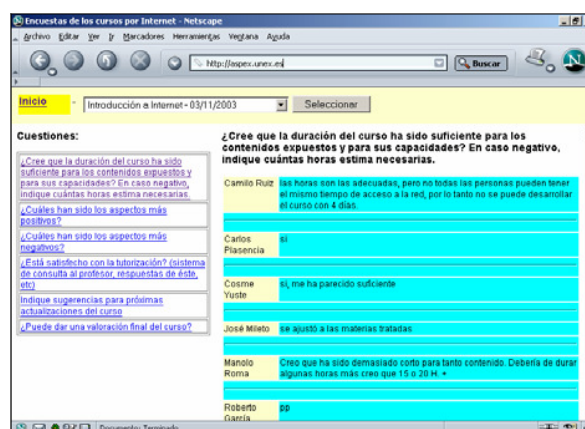 Encuestas de los cursos por Internet - Netscape
Archivo Editar Ver Ir Marcadores Herramientas Ventana Ayuda
http://aspex.unex.es
Buscar
Inicio - Introducción a Internet - 03/11/2003 Seleccionar
Cuestiones:
¿Cree que la duración del curso ha sido
suficiente para los contenidos expuestos y
para sus capacidades? En caso negativo,
indique cuántas horas estima necesarias.
¿Cuáles han sido los aspectos más
positivos?
¿Cuáles han sido los aspectos más
negativos?
¿Está satisfecho con la tutorización? (sistema
de consulta al profesor, respuestas de éste,
etc)
Indique sugerencias para próximas
actualizaciones del curso
¿Puede dar una valoración final del curso?
¿Cree que la duración del curso ha sido suficiente para los
contenidos expuestos y para sus capacidades? En caso negativo,
indique cuántas horas estima necesarias.
Camilo Ruiz las horas son las adecuadas, pero no todas las personas pueden tener
el mismo tiempo de acceso a la red, por lo tanto no se puede desarrollar
el curso con 4 días.
Carlos sí
Plasencia
Cosme si, me ha parecido suficiente
Yuste
José Mileto se ajustó a las materias tratadas
Manolo Creo que ha sido demasiado corto para tanto contenido. Debería de durar
Roma algunas horas más creo que 15 o 20 H. +
Roberto pp
García
Documento: Terminado